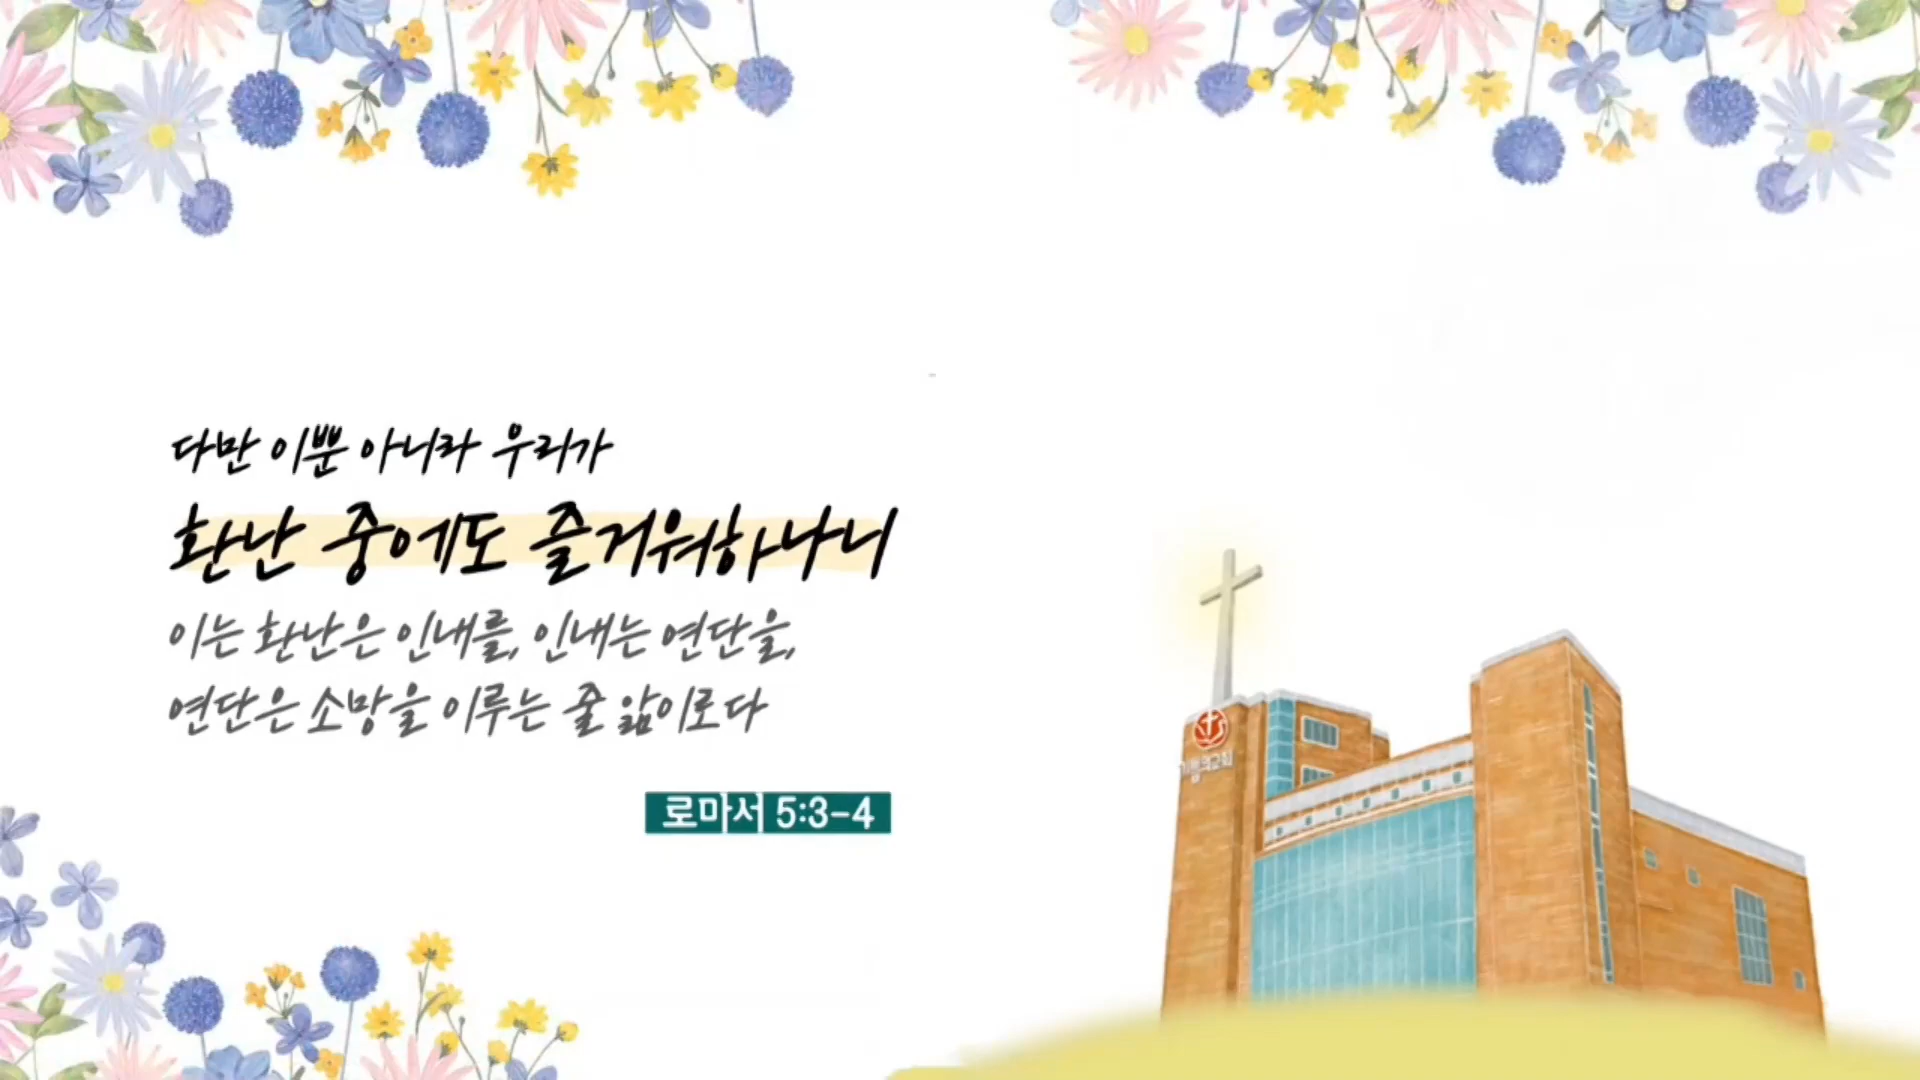 다만 이뿐 아니라 우리가
환난 중에도 즐거워하나니
이는 환난은 인내를, 인내는 연단을,
연단은 소망을 이루는 줄 앎이로다
로마서 5:3-4